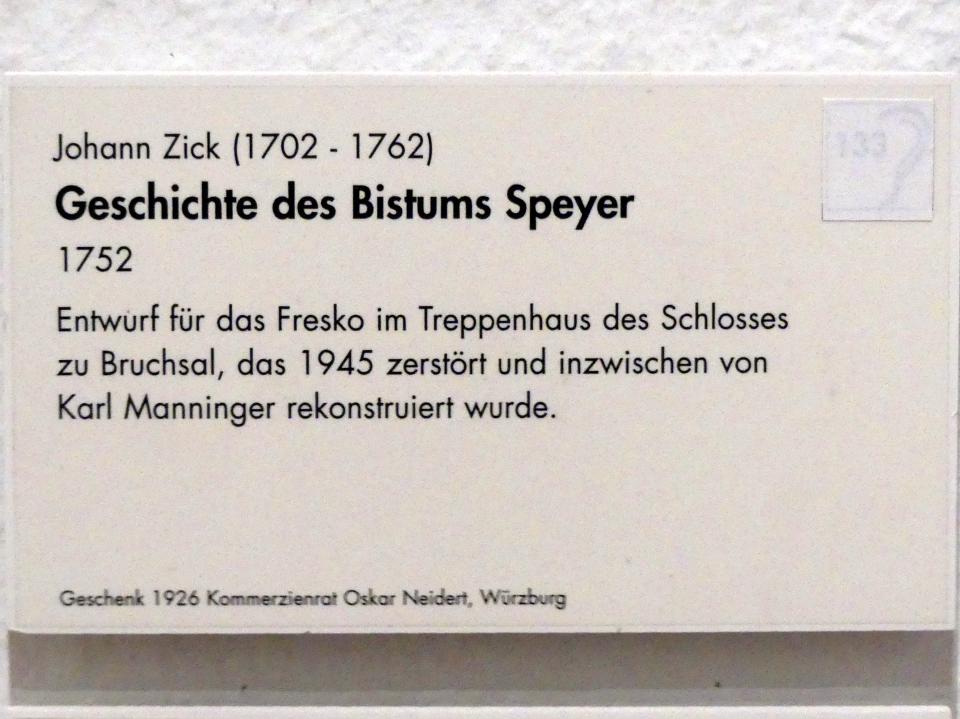 Johann Zick (1702 - 1762)
133
Geschichte des Bistums Speyer
1752
Entwurf für das Fresko im Treppenhaus des Schlosses
zu Bruchsal, das 1945 zerstört und inzwischen von
Karl Manninger rekonstruiert wurde.
Geschenk 1926 Kommerzienrat Oskar Neidert, Würzburg